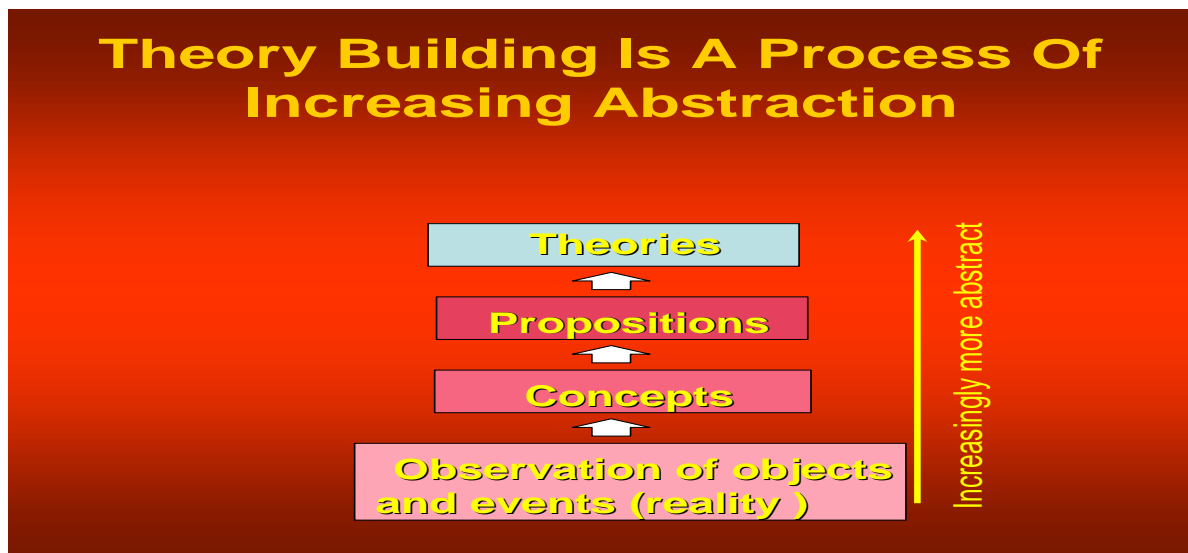 Theory Building Is A Process Of
Increasing Abstraction
Theories
Propositions
Concepts
Observation of objects
and events (reality )
Increasingly more abstract